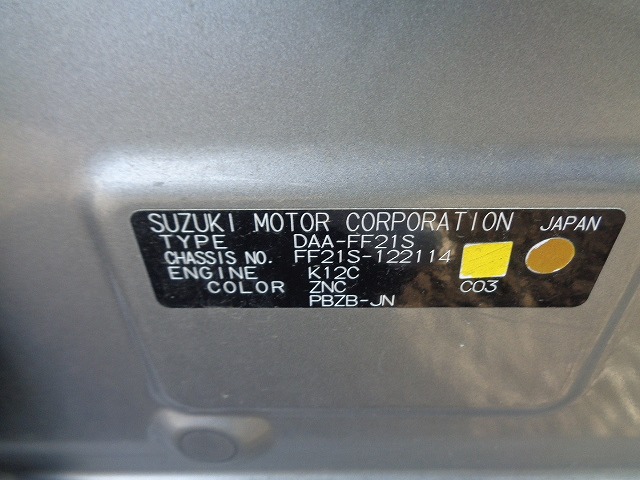 SUZUKI MOTOR CORPORATION JAPAN
TYPE DAA-FF21S
CHASSIS NO. FF21S-122114
ENGINE K12C
COLOR ZNC C03
PBZB-JN